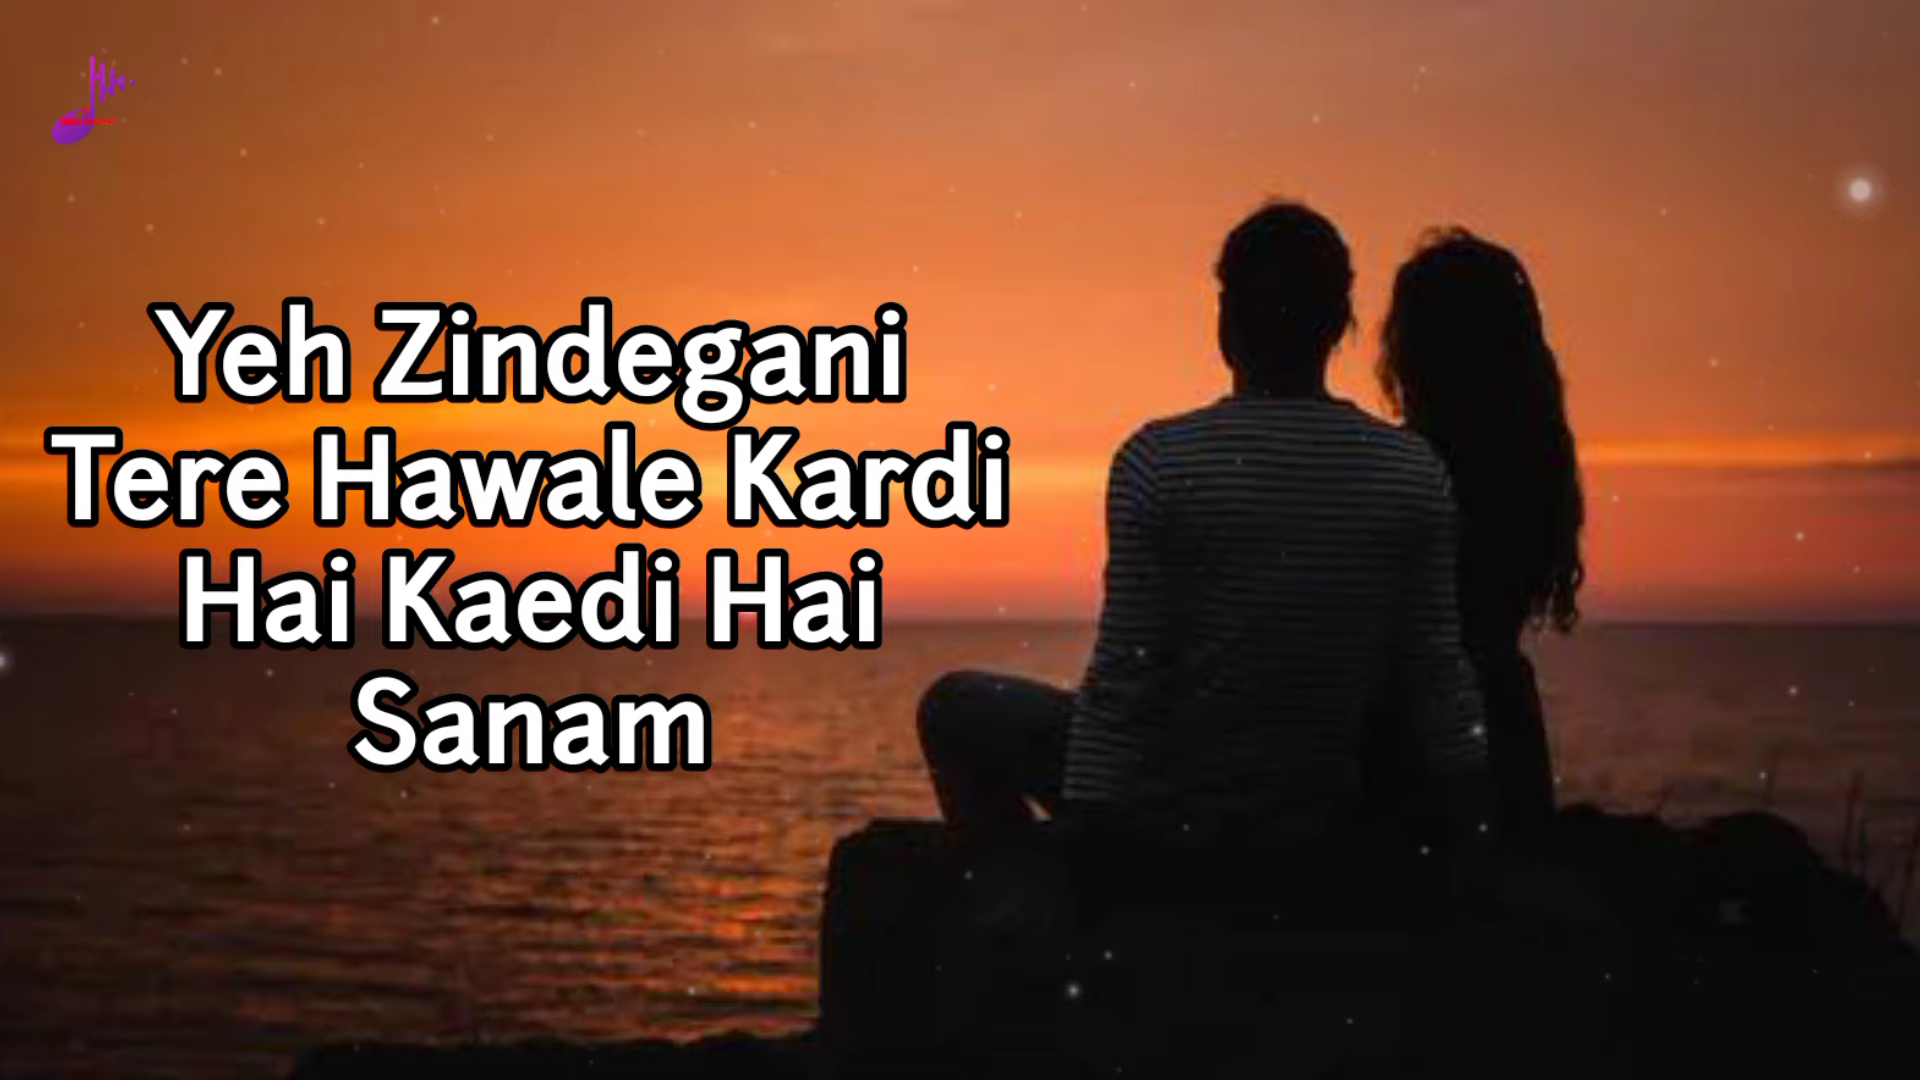 Yeh Zindegani
Tere Hawale Kardi
Hai Kaedi Hai
Sanam